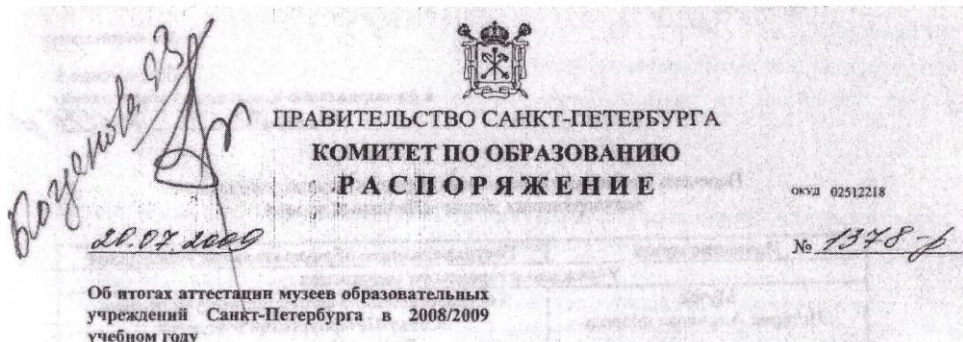 ПРАВИТЕЛЬСТВО САНКТ-ПЕТЕРБУРГА
КОМИТЕТ ПО ОБРАЗОВАНИЮ
РАСПОРЯЖЕНИЕ
ОКУД 02512218
20.07.2009
№ 1378-р
Об итогах аттестации музеев образовательных
учреждений Санкт-Петербурга в 2008/2009
учебном году